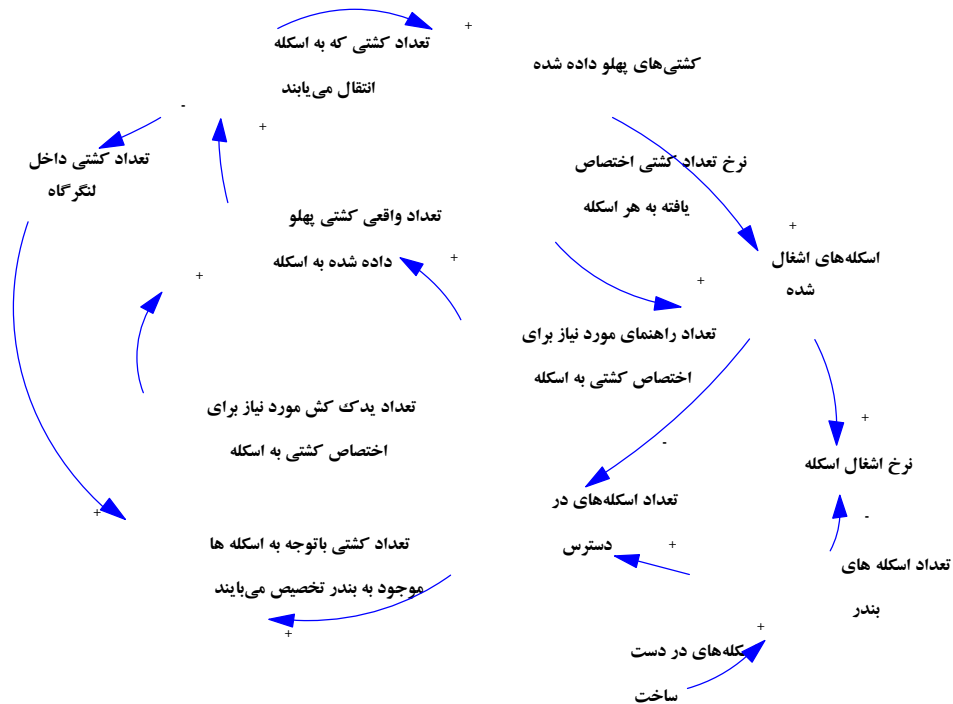 تعداد کشتی که به اسکله
انتقال می‌یابند
+
کشتی‌های پهلو داده شده
-
+
تعداد کشتی داخل
لنگرگاه
نرخ تعداد کشتی اختصاص
یافته به هر اسکله
تعداد واقعی کشتی پهلو
داده شده به اسکله
+
+
+
اسکله‌های اشغال
شده
+
تعداد راهنمای مورد نیاز برای
اختصاص کشتی به اسکله
تعداد یدک کش مورد نیاز برای
اختصاص کشتی به اسکله
+
-
نرخ اشغال اسکله
تعداد اسکله‌های در
دسترس
+
-
+
تعداد کشتی باتوجه به اسکله ها
موجود به بندر تخصیص می‌بایند
+
تعداد اسکله های
بندر
+
کله‌های در دست
ساخت